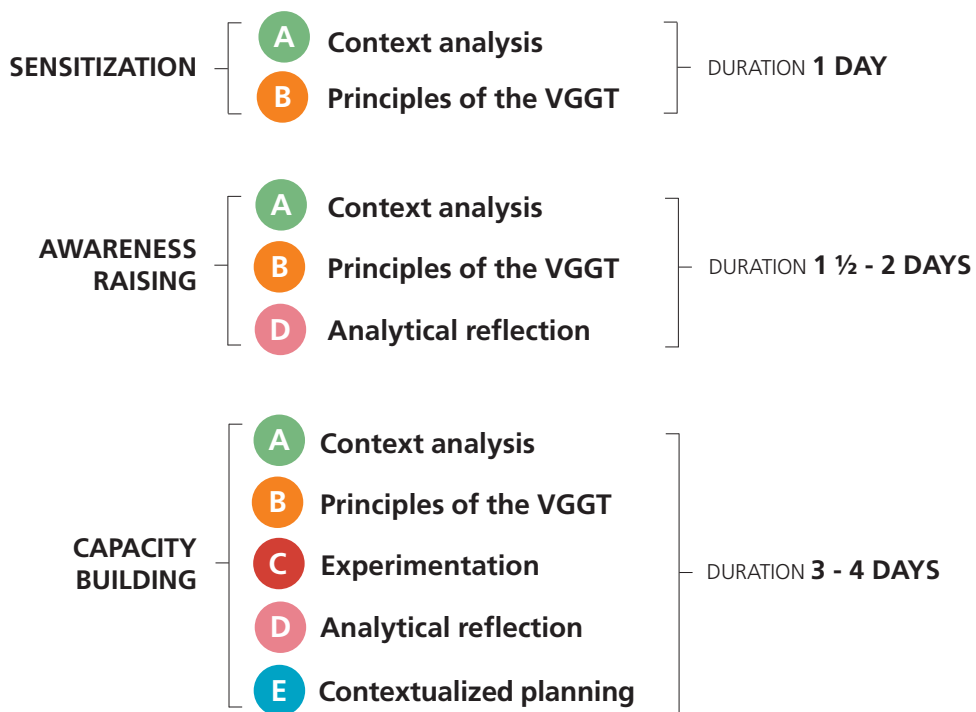 SENSITIZATION
A Context analysis
B Principles of the VGGT
DURATION 1 DAY
AWARENESS
RAISING
A Context analysis
B Principles of the VGGT
D Analytical reflection
DURATION 1 ½ - 2 DAYS
CAPACITY
BUILDING
A Context analysis
B Principles of the VGGT
C Experimentation
D Analytical reflection
E Contextualized planning
DURATION 3 - 4 DAYS